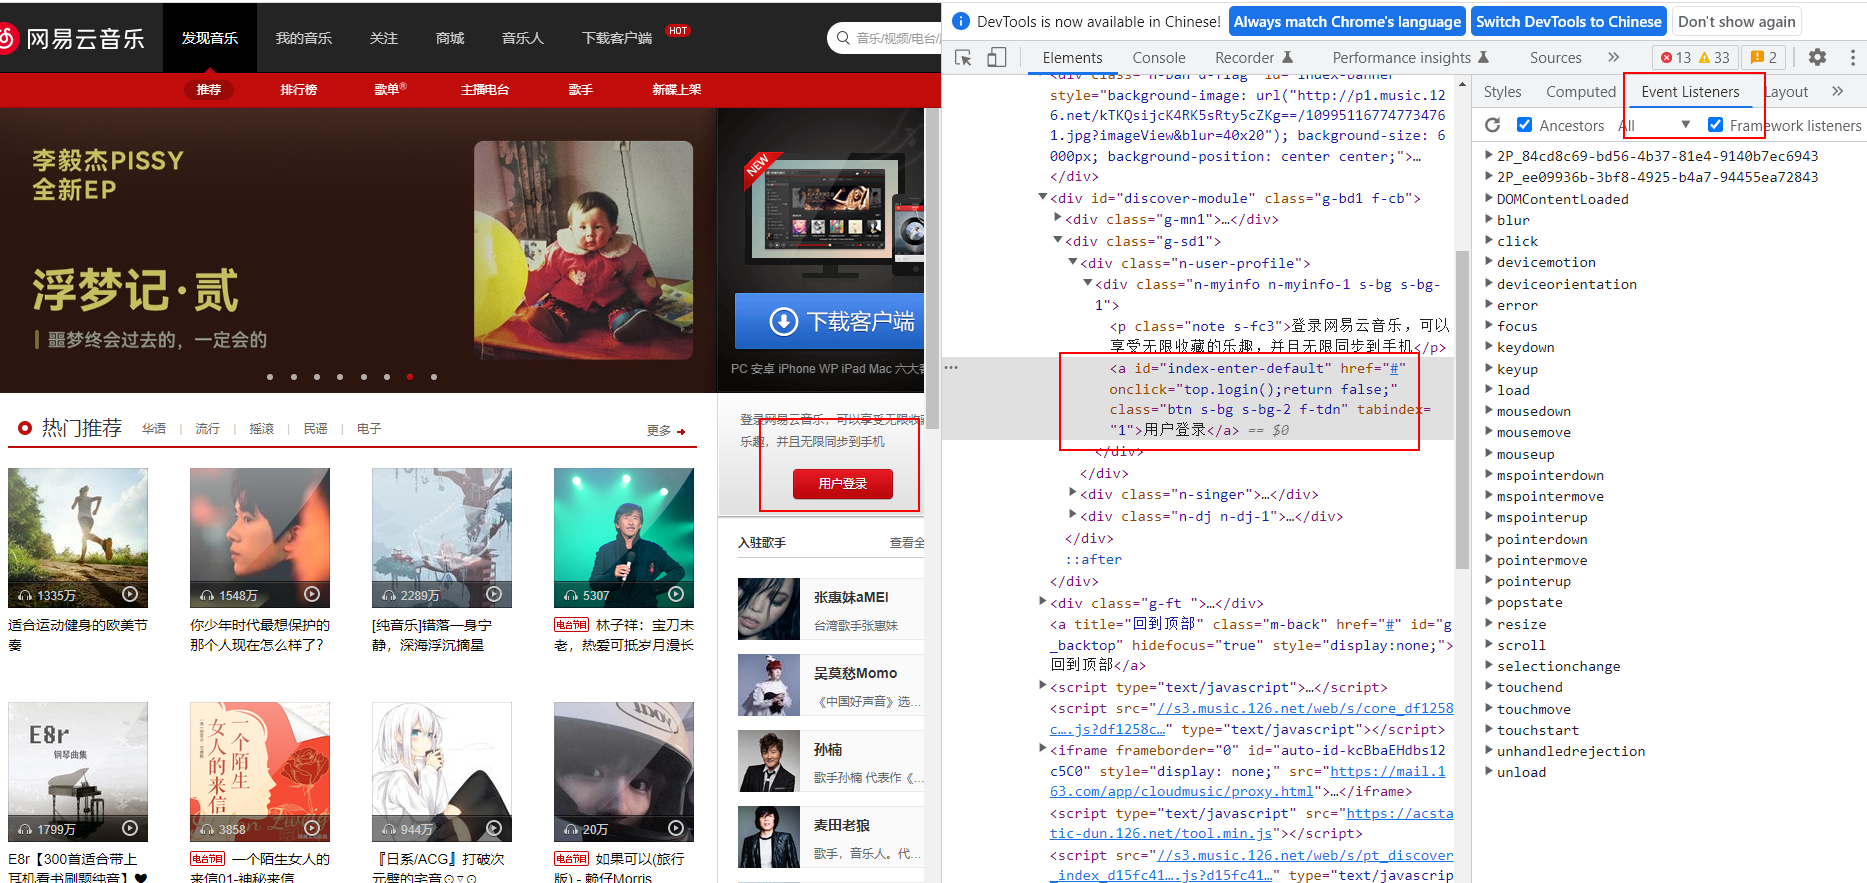 网易云音乐
发现音乐
我的音乐
关注
商城
音乐人
下载客户端
HOT
音乐/视频/电台/
推荐
排行榜
歌单®
主播电台
歌手
新碟上架
李毅杰PISSY
全新EP
浮梦记·贰
噩梦终会过去的，一定会的
NEW
下载客户端
PC 安卓 iPhone WP iPad Mac 六大
热门推荐
华语 | 流行 | 摇滚 | 民谣 | 电子
更多
登录网易云音乐，可以享受无限收藏
乐趣，并且无限同步到手机
用户登录
1335万
1548万
2289万
5307
适合运动健身的欧美节
奏
你少年时代最想保护的
那个人现在怎么样了？
[纯音乐]错落一身宁
静，深海浮沉摘星
电台节目 林子祥：宝刀未
老，热爱可抵岁月漫长
入驻歌手
查看全
张惠妹aMEI
台湾歌手张惠妹
吴莫愁Momo
《中国好声音》选...
孙楠
歌手孙楠 代表作《...
麦田老狼
歌手，音乐人。代...
E8r
钢琴曲集
一个陌生
女人的
来信
1799万
3858
944万
20万
E8r【300首适合带上
耳机看书刷题纯音】♥
电台节目 一个陌生女人的
来信01-神秘来信
『日系/ACG』打破次
元壁的宅音⊙▽⊙
电台节目 如果可以(旅行
版) - 赖仔Morris
DevTools is now available in Chinese!
Always match Chrome's language
Switch DevTools to Chinese
Don't show again
Elements
Console
Recorder
Performance insights
Sources
13
33
2
<div class="n-ban d-flag" id="index-banner"
style="background-image: url("http://p1.music.12
6.net/kTKQsijcK4RK5sRty5cZKg==/10995116774773476
1.jpg?imageView&blur=40x20"); background-size: 6
000px; background-position: center center;">…
</div>
<div id="discover-module" class="g-bd1 f-cb">
<div class="g-mn1">…</div>
<div class="g-sd1">
<div class="n-user-profile">
<div class="n-myinfo n-myinfo-1 s-bg s-bg-
1">
<p class="note s-fc3">登录网易云音乐，可以
享受无限收藏的乐趣，并且无限同步到手机</p>
<a id="index-enter-default" href="#"
onclick="top.login();return false;"
class="btn s-bg s-bg-2 f-tdn" tabindex=
"1">用户登录</a> == $0
</div>
</div>
<div class="n-singer">…</div>
<div class="n-dj n-dj-1">…</div>
</div>
::after
</div>
<div class="g-ft ">…</div>
<a title="回到顶部" class="m-back" href="#" id="g
_backtop" hidefocus="true" style="display:none;">
回到顶部</a>
<script type="text/javascript">…</script>
<script src="//s3.music.126.net/web/s/core_df1258
c….js?df1258c…" type="text/javascript"></script>
<iframe frameborder="0" id="auto-id-kcBbaEHdbs12
c5C0" style="display: none;" src="https://mail.1
63.com/app/cloudmusic/proxy.html">…</iframe>
<script type="text/javascript" src="https://acsta
tic-dun.126.net/tool.min.js"></script>
<script src="//s3.music.126.net/web/s/pt_discover
_index_d15fc41….js?d15fc41…" type="text/javascrip
Styles
Computed
Event Listeners
Layout
Ancestors
All
Framework listeners
2P_84cd8c69-bd56-4b37-81e4-9140b7ec6943
2P_ee09936b-3bf8-4925-b4a7-94455ea72843
DOMContentLoaded
blur
click
devicemotion
deviceorientation
error
focus
keydown
keyup
load
mousedown
mousemove
mouseup
mspointerdown
mspointermove
mspointerup
pointerdown
pointermove
pointerup
popstate
resize
scroll
selectionchange
touchend
touchmove
touchstart
unhandledrejection
unload